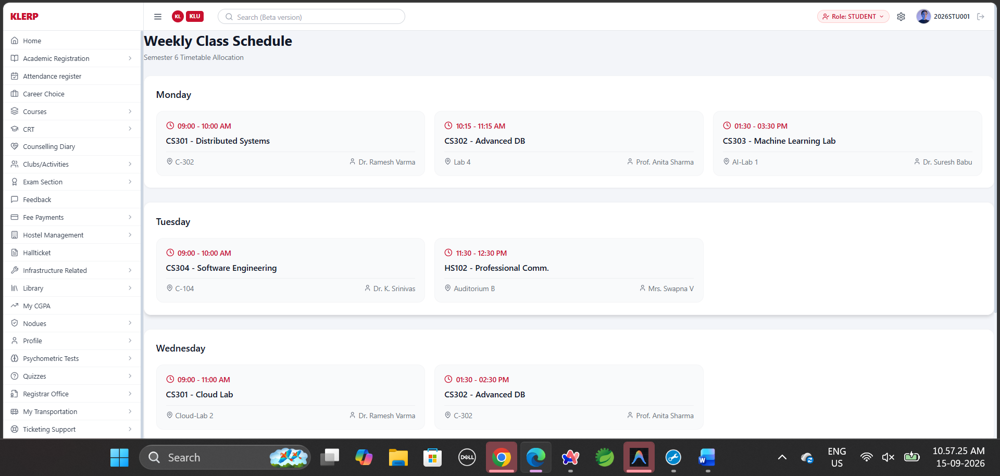 KLERP
KL KLU
Search (Beta version)
Role: STUDENT
2026STU001
Home
Academic Registration
Attendance register
Career Choice
Courses
CRT
Counselling Diary
Clubs/Activities
Exam Section
Feedback
Fee Payments
Hostel Management
Hallticket
Infrastructure Related
Library
My CGPA
Nodues
Profile
Psychometric Tests
Quizzes
Registrar Office
My Transportation
Ticketing Support
Weekly Class Schedule
Semester 6 Timetable Allocation
Monday
09:00 - 10:00 AM
CS301 - Distributed Systems
C-302
Dr. Ramesh Varma
10:15 - 11:15 AM
CS302 - Advanced DB
Lab 4
Prof. Anita Sharma
01:30 - 03:30 PM
CS303 - Machine Learning Lab
AI-Lab 1
Dr. Suresh Babu
Tuesday
09:00 - 10:00 AM
CS304 - Software Engineering
C-104
Dr. K. Srinivas
11:30 - 12:30 PM
HS102 - Professional Comm.
Auditorium B
Mrs. Swapna V
Wednesday
09:00 - 11:00 AM
CS301 - Cloud Lab
Cloud-Lab 2
Dr. Ramesh Varma
01:30 - 02:30 PM
CS302 - Advanced DB
C-302
Prof. Anita Sharma
Search
DELL
W
ENG
US
10.57.25 AM
15-09-2026